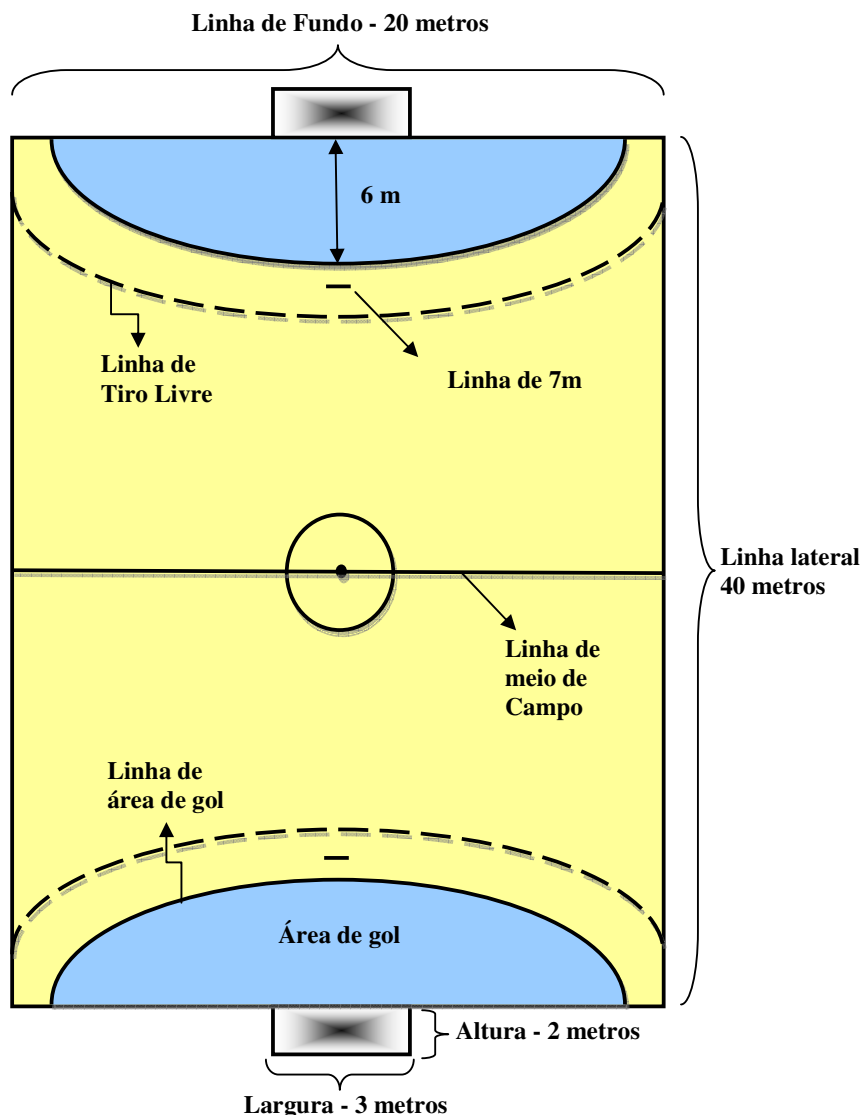 Linha de Fundo - 20 metros
6 m
Linha de
Tiro Livre
Linha de 7m
Linha lateral
40 metros
Linha de
meio de
Campo
Linha de
área de gol
Área de gol
Altura - 2 metros
Largura - 3 metros